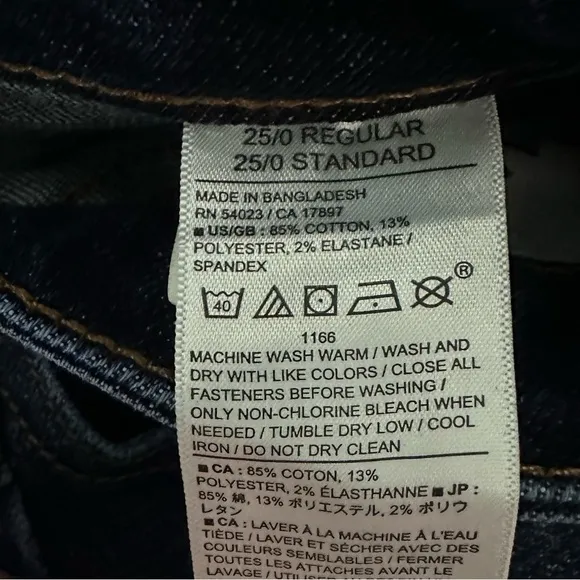 25/0 REGULAR
25/0 STANDARD
MADE IN BANGLADESH
RN 54023 / CA 17897
■ US/GB : 85% COTTON, 13%
POLYESTER, 2% ELASTANE /
SPANDEX
40 ®
1166
MACHINE WASH WARM / WASH AND
DRY WITH LIKE COLORS / CLOSE ALL
FASTENERS BEFORE WASHING /
ONLY NON-CHLORINE BLEACH WHEN
NEEDED / TUMBLE DRY LOW / COOL
IRON / DO NOT DRY CLEAN
■ CA : 85% COTON, 13%
POLYESTER, 2% ÉLASTHANNE ■ JP :
85% 綿, 13% ポリエステル, 2% ポリウ
レタン
■ CA : LAVER À LA MACHINE À L'EAU
TIÈDE / LAVER ET SÉCHER AVEC DES
COULEURS SEMBLABLES / FERMER
TOUTES LES ATTACHES AVANT LE
LAVAGE / UTILISER UNIQUEMENT